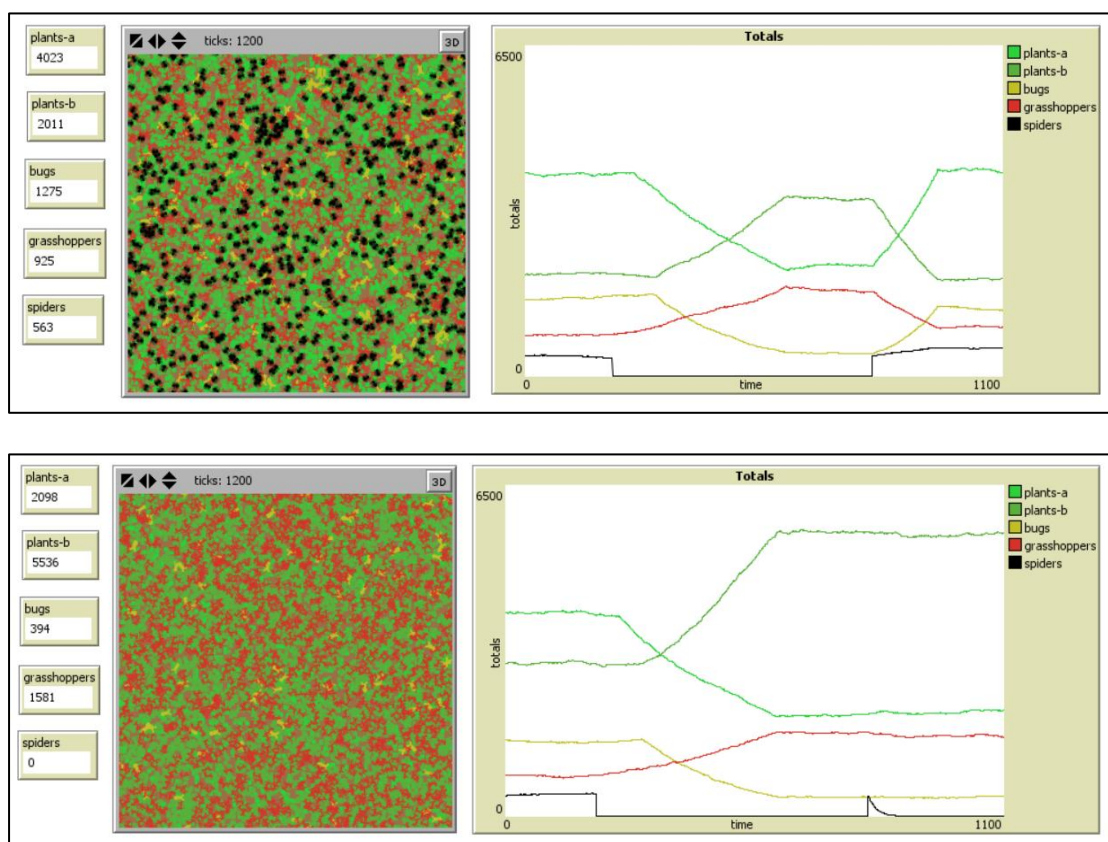 plants-a
4023
plants-b
2011
bugs
1275
grasshoppers
925
spiders
563
ticks: 1200
3D
Totals
6500
totals
0
0
time
1100
plants-a
plants-b
bugs
grasshoppers
spiders
plants-a
2098
plants-b
5536
bugs
394
grasshoppers
1581
spiders
0
ticks: 1200
3D
Totals
6500
totals
0
0
time
1100
plants-a
plants-b
bugs
grasshoppers
spiders